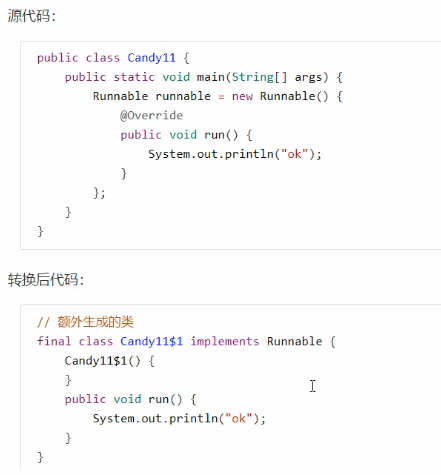 源代码：
public class Candy11 {
    public static void main(String[] args) {
        Runnable runnable = new Runnable() {
            @Override
            public void run() {
                System.out.println("ok");
            }
        };
    }
}
转换后代码：
// 额外生成的类
final class Candy11$1 implements Runnable {
    Candy11$1() {
    }
    public void run() {
        System.out.println("ok");
    }
}